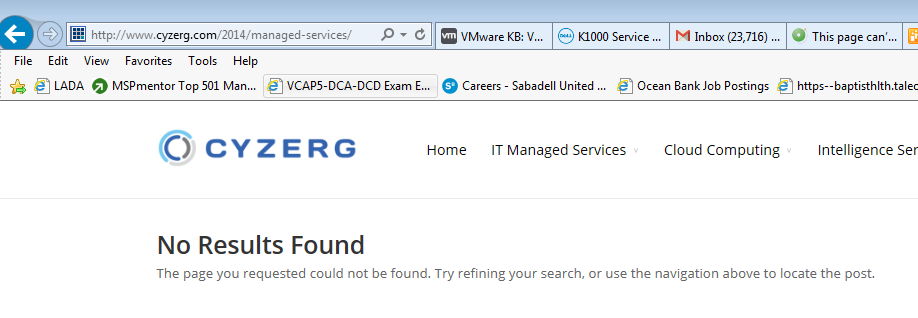 http://www.cyzerg.com/2014/managed-services/ VMware KB: V... K1000 Service ... Inbox (23,716) ... This page can'...
File Edit View Favorites Tools Help
LADA MSPmentor Top 501 Man... VCAP5-DCA-DCD Exam E... Careers - Sabadell United ... Ocean Bank Job Postings https--baptisthlth.taleo
CYZERG Home IT Managed Services Cloud Computing Intelligence Ser
No Results Found
The page you requested could not be found. Try refining your search, or use the navigation above to locate the post.